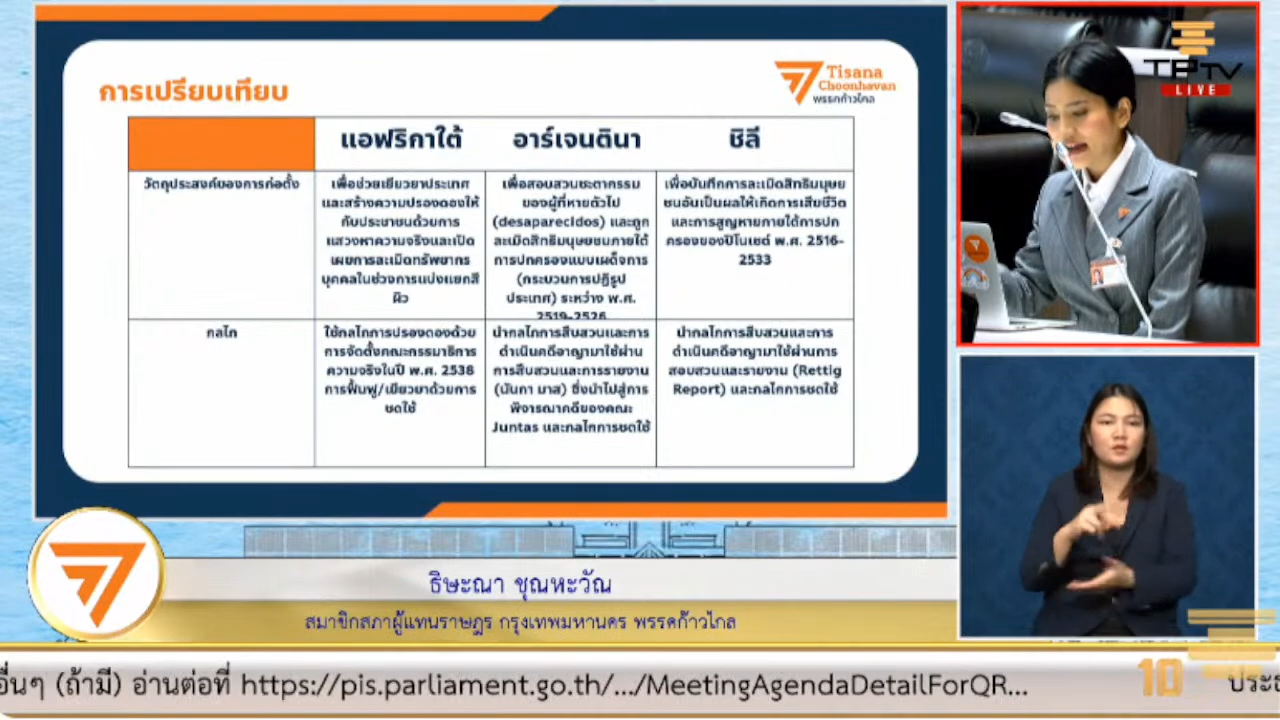 การเปรียบเทียบ
Tisana
Choonhavan
พรรคก้าวไกล
แอฟริกาใต้
อาร์เจนตินา
ชิลี
วัตถุประสงค์ของการก่อตั้ง
เพื่อช่วยเยียวยาประเทศ
และสร้างความปรองดองให้
กับประชาชนด้วยการ
แสวงหาความจริงและเปิด
เผยการละเมิดทรัพยากร
บุคคลในช่วงการแบ่งแยกสี
ผิว
เพื่อสอบสวนชะตากรรม
ของผู้ที่หายตัวไป
(desaparecidos) และถูก
ละเมิดสิทธิมนุษยชนภายใต้
การปกครองแบบเผด็จการ
(กระบวนการปฏิรูป
ประเทศ) ระหว่าง พ.ศ.
2519-2526
เพื่อบันทึกการละเมิดสิทธิมนุษย
ชนอันเป็นผลให้เกิดการเสียชีวิต
และการสูญหายภายใต้การปก
ครองของปิโนเชต์ พ.ศ. 2516-
2533
กลไก
ใช้กลไกการปรองดองด้วย
การจัดตั้งคณะกรรมาธิการ
ความจริงในปี พ.ศ. 2538
การฟื้นฟู/เยียวยาด้วยการ
ชดใช้
นำกลไกการสืบสวนและการ
ดำเนินคดีอาญามาใช้ผ่าน
การสืบสวนและการรายงาน
(นันกา มาส) ซึ่งนำไปสู่การ
พิจารณาคดีของคณะ
Juntas และกลไกการชดใช้
นำกลไกการสืบสวนและการ
ดำเนินคดีอาญามาใช้ผ่านการ
สอบสวนและรายงาน (Rettig
Report) และกลไกการชดใช้
TPTV
LIVE
ธิษะณา ชุณหะวัณ
สมาชิกสภาผู้แทนราษฎร กรุงเทพมหานคร พรรคก้าวไกล
อื่นๆ (ถ้ามี) อ่านต่อที่ https://pis.parliament.go.th/.../MeetingAgendaDetailForQR...
10